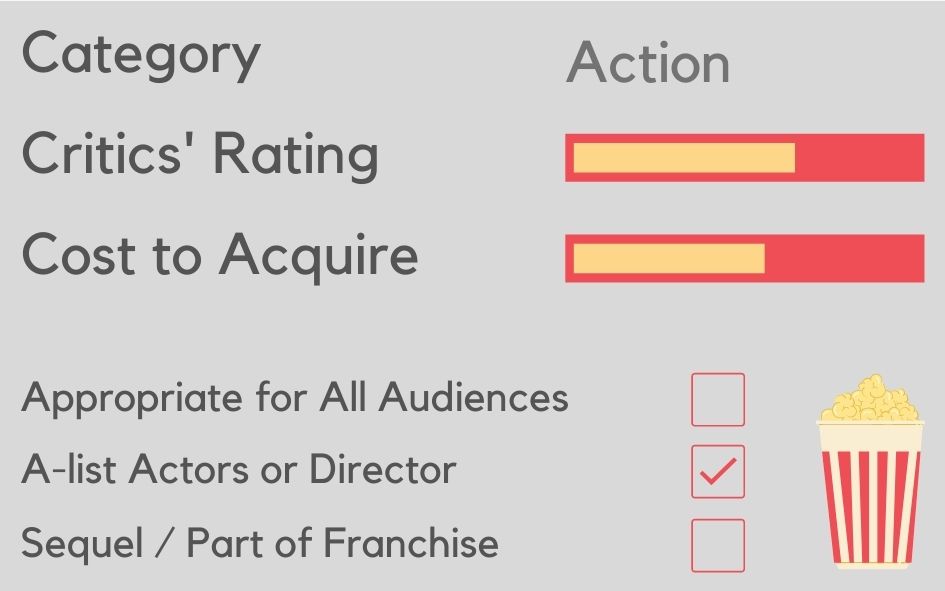 Category Action
Critics' Rating
Cost to Acquire
Appropriate for All Audiences
A-list Actors or Director
Sequel / Part of Franchise